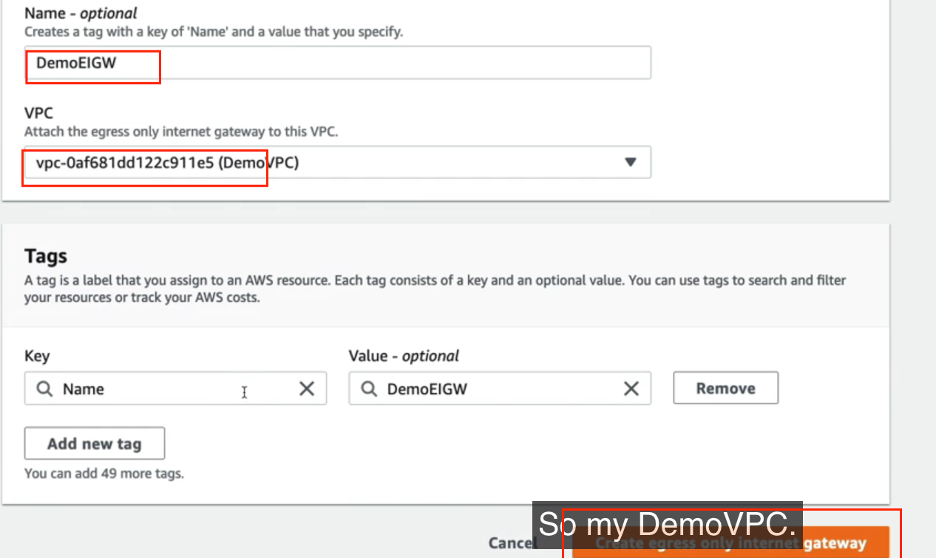 Name - optional
Creates a tag with a key of 'Name' and a value that you specify.
DemoEIGW
VPC
Attach the egress only internet gateway to this VPC.
vpc-0af681dd122c911e5 (DemoVPC)
Tags
A tag is a label that you assign to an AWS resource. Each tag consists of a key and an optional value. You can use tags to search and filter
your resources or track your AWS costs.
Key Value - optional
Name DemoEIGW Remove
Add new tag
You can add 49 more tags.
So my DemoVPC.
Cancel Create egress only internet gateway